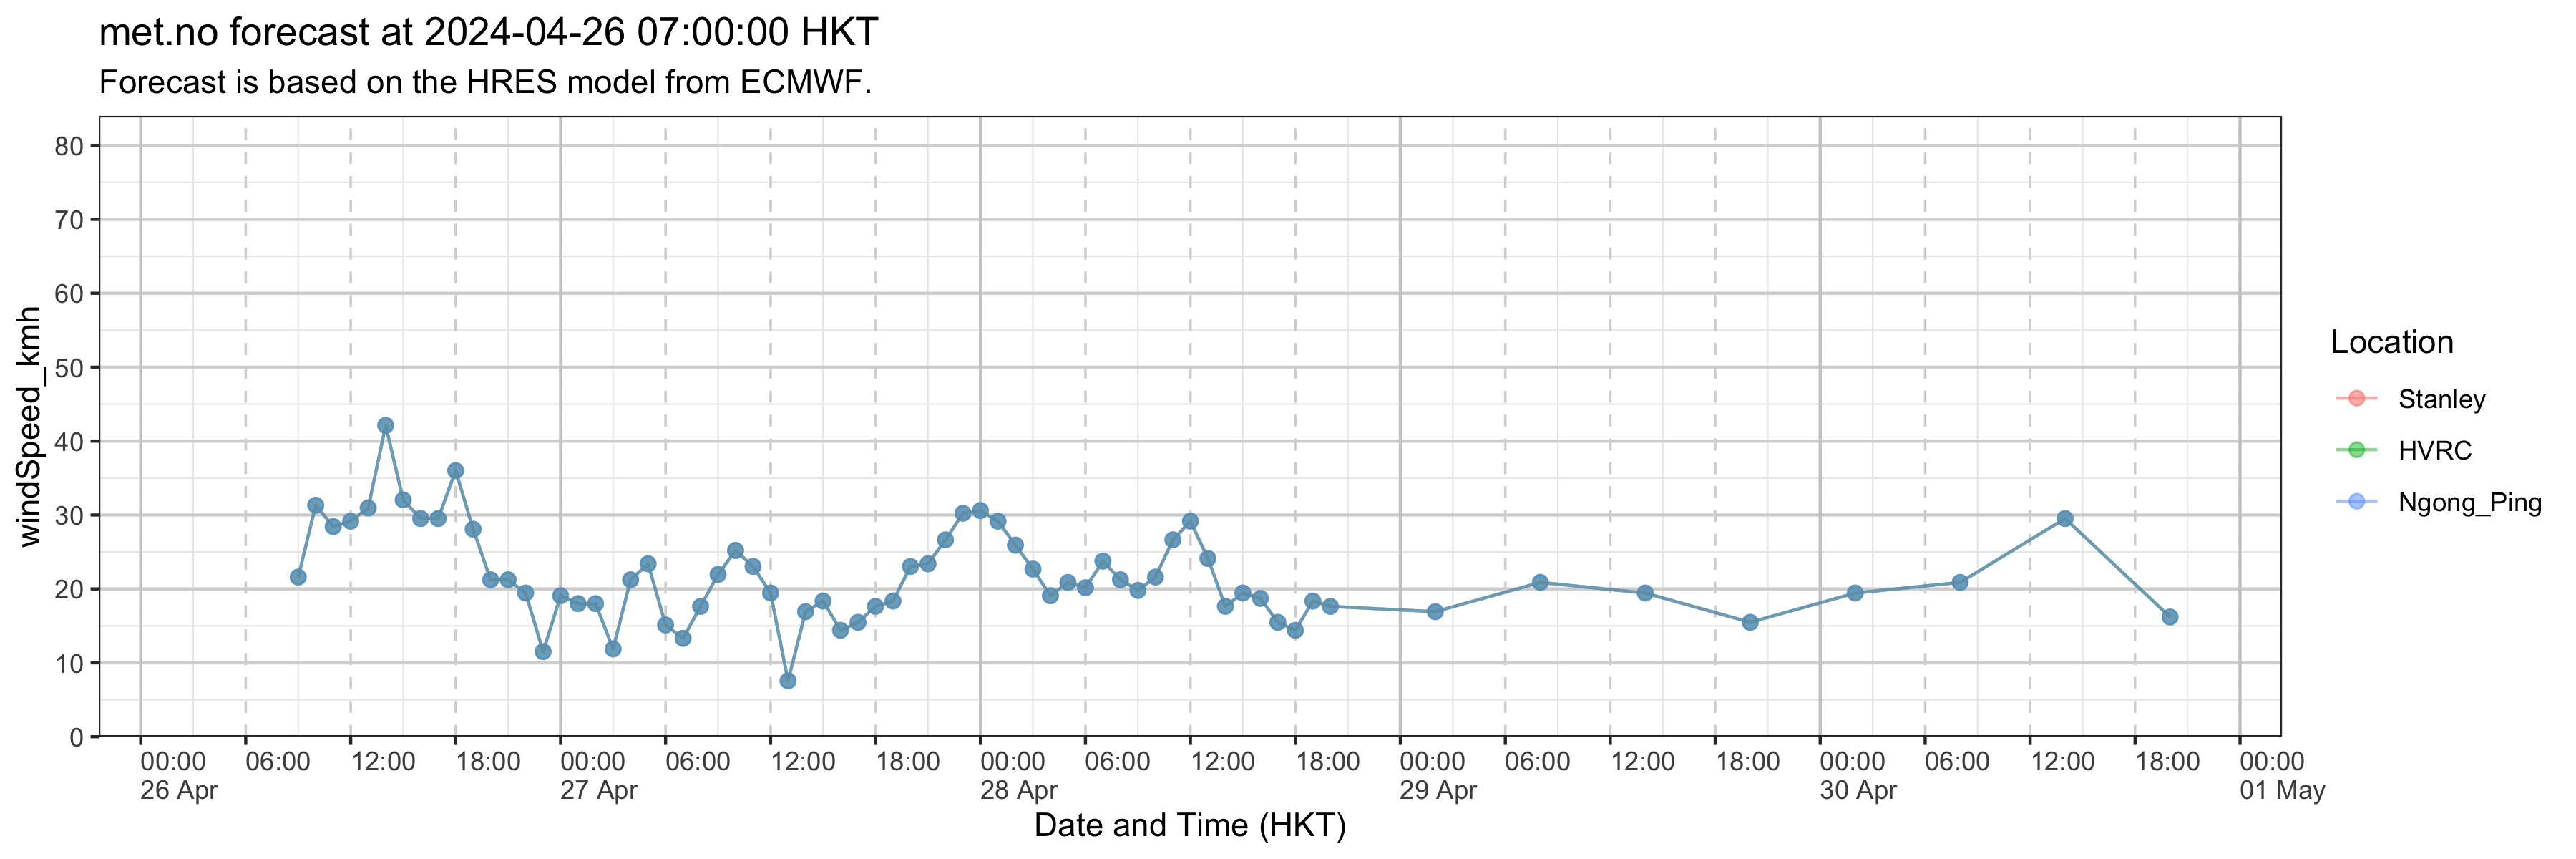 met.no forecast at 2024-04-26 07:00:00 HKT
Forecast is based on the HRES model from ECMWF.
windSpeed_kmh
80
70
60
50
40
30
20
10
0
00:00 06:00 12:00 18:00 00:00 06:00 12:00 18:00 00:00 06:00 12:00 18:00 00:00 06:00 12:00 18:00 00:00 06:00 12:00 18:00 00:00
26 Apr 27 Apr 28 Apr 29 Apr 30 Apr 01 May
Date and Time (HKT)
Location
Stanley
HVRC
Ngong_Ping